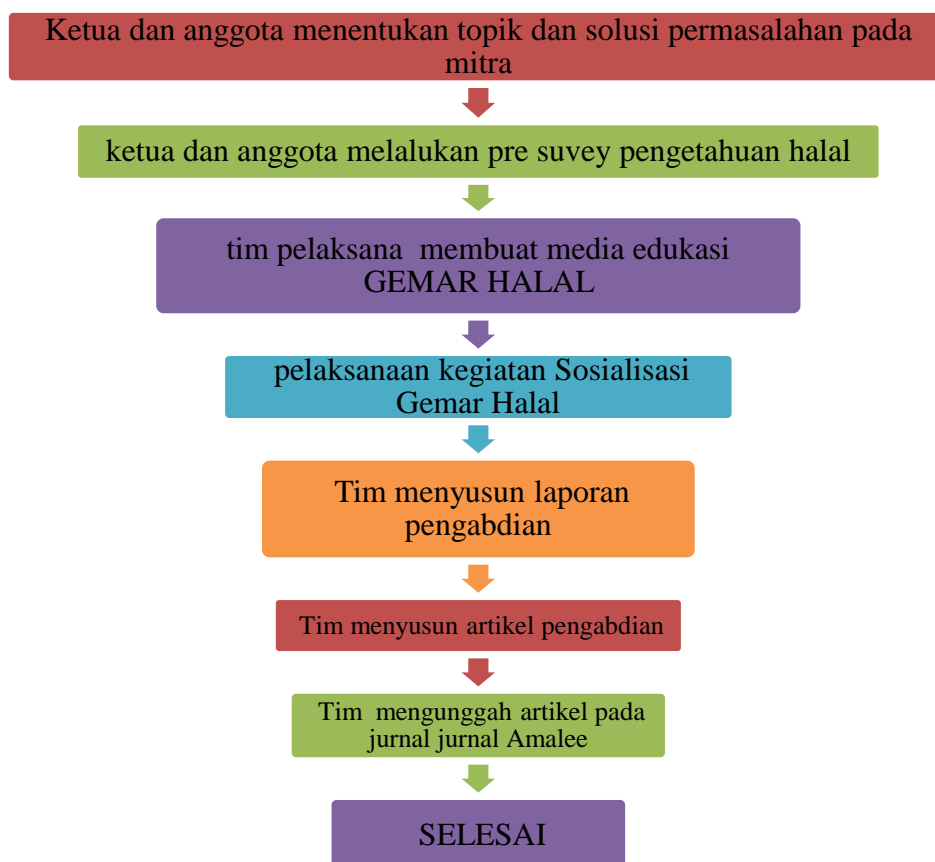 Ketua dan anggota menentukan topik dan solusi permasalahan pada
mitra
ketua dan anggota melalukan pre suvey pengetahuan halal
tim pelaksana membuat media edukasi
GEMAR HALAL
pelaksanaan kegiatan Sosialisasi
Gemar Halal
Tim menyusun laporan
pengabdian
Tim menyusun artikel pengabdian
Tim mengunggah artikel pada
jurnal jurnal Amalee
SELESAI